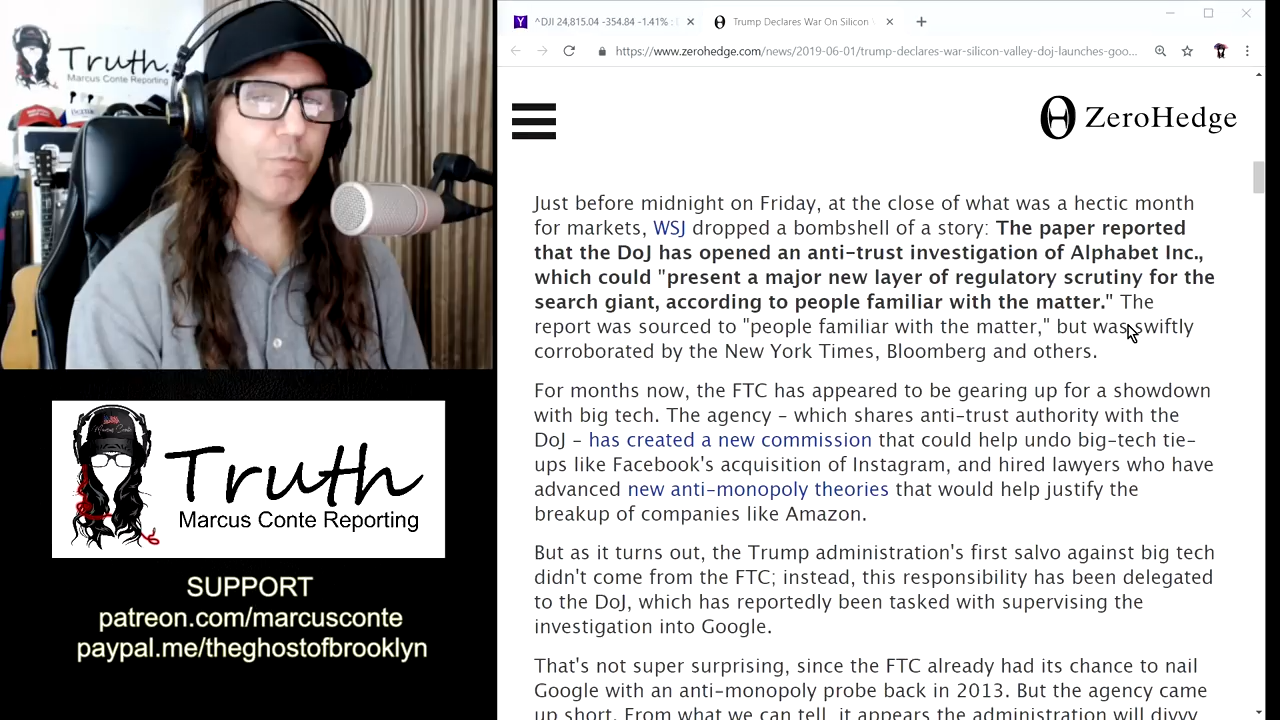 Truth.
Marcus Conte Reporting
^DJI 24,815.04 -354.84 -1.41% :
Trump Declares War On Silicon
https://www.zerohedge.com/news/2019-06-01/trump-declares-war-silicon-valley-doj-launches-goo...
ZeroHedge
Just before midnight on Friday, at the close of what was a hectic month
for markets, WSJ dropped a bombshell of a story: The paper reported
that the DoJ has opened an anti-trust investigation of Alphabet Inc.,
which could "present a major new layer of regulatory scrutiny for the
search giant, according to people familiar with the matter." The
report was sourced to "people familiar with the matter," but was swiftly
corroborated by the New York Times, Bloomberg and others.
For months now, the FTC has appeared to be gearing up for a showdown
with big tech. The agency – which shares anti-trust authority with the
DoJ – has created a new commission that could help undo big-tech tie-
ups like Facebook's acquisition of Instagram, and hired lawyers who have
advanced new anti-monopoly theories that would help justify the
breakup of companies like Amazon.
But as it turns out, the Trump administration's first salvo against big tech
didn't come from the FTC; instead, this responsibility has been delegated
to the DoJ, which has reportedly been tasked with supervising the
investigation into Google.
That's not super surprising, since the FTC already had its chance to nail
Google with an anti-monopoly probe back in 2013. But the agency came
up short. From what we can tell, it appears the administration will divvy
Truth
Marcus Conte Reporting
SUPPORT
patreon.com/marcusconte
paypal.me/theghostofbrooklyn